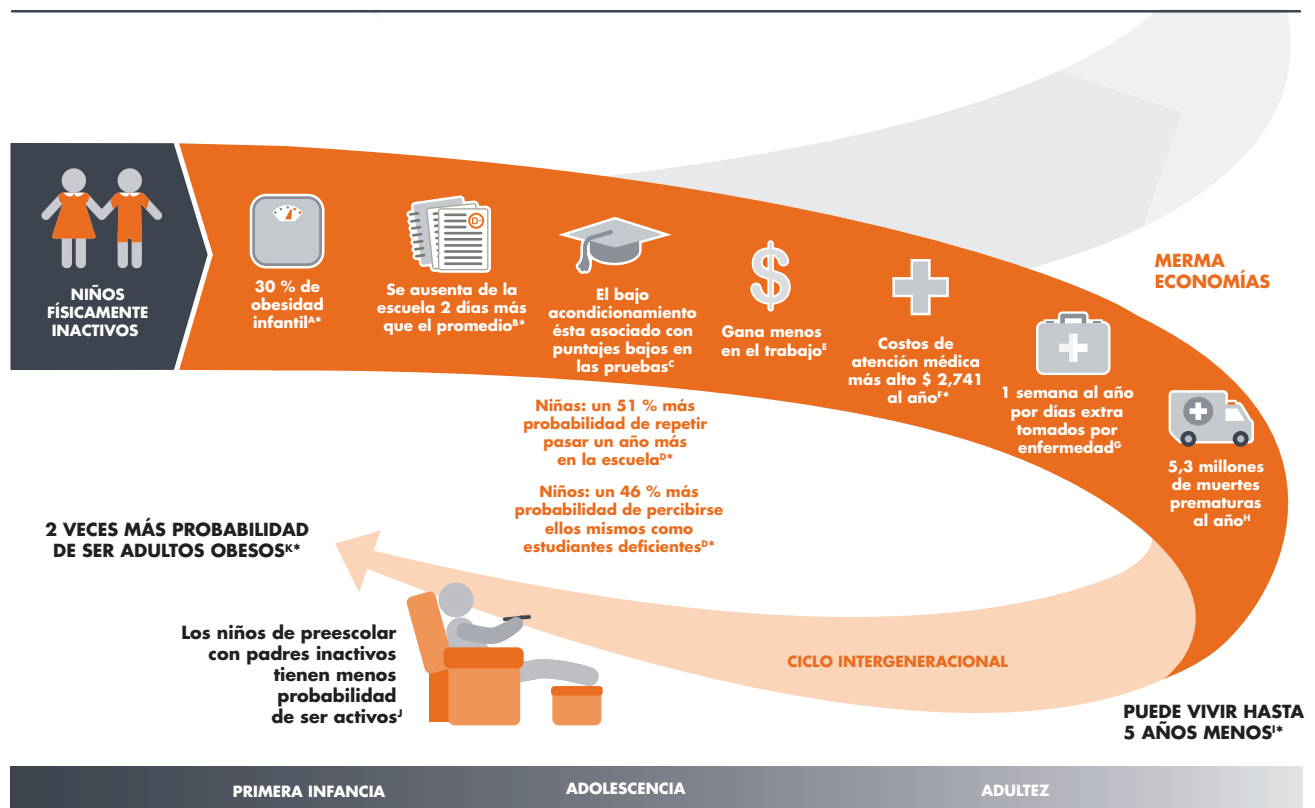 NIÑOS
FÍSICAMENTE
INACTIVOS
30 % de
obesidad
infantilᴬ*
D-
Se ausenta de la
escuela 2 días más
que el promedioᴮ*
El bajo
acondicionamiento
ésta asociado con
puntajes bajos en
las pruebasᶜ
Niñas: un 51 % más
probabilidad de repetir
pasar un año más
en la escuelaᴰ*
Niños: un 46 % más
probabilidad de percibirse
ellos mismos como
estudiantes deficientesᴰ*
$
Gana menos
en el trabajoᴱ
Costos de
atención médica
más alto $ 2,741
al añoꟳ*
1 semana al año
por días extra
tomados por
enfermedadᴳ
MERMA
ECONOMÍAS
5,3 millones
de muertes
prematuras
al añoᴴ
PUEDE VIVIR HASTA
5 AÑOS MENOSᴵ*
CICLO INTERGENERACIONAL
Los niños de preescolar
con padres inactivos
tienen menos
probabilidad
de ser activosᴶ
2 VECES MÁS PROBABILIDAD
DE SER ADULTOS OBESOSᴷ*
PRIMERA INFANCIA
ADOLESCENCIA
ADULTEZ